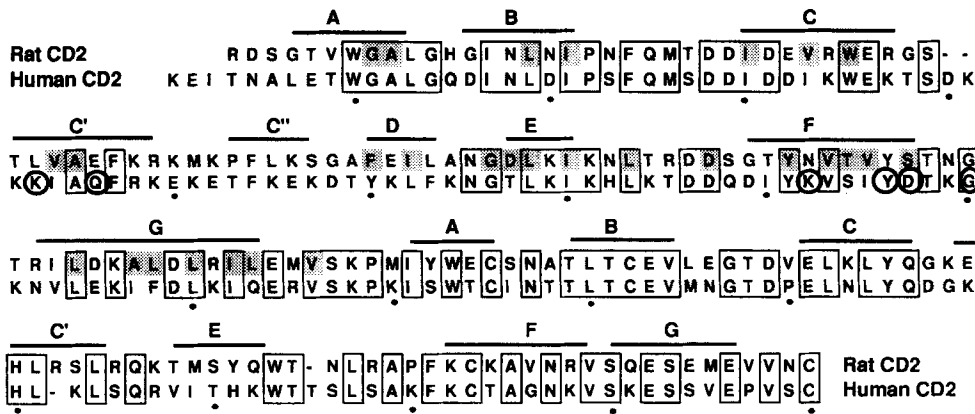 A B C
Rat CD2 R D S G T V W G A L G H G I N L N I P N F Q M T D D I D E V R W E R G S - -
Human CD2 K E I T N A L E T W G A L G Q D I N L D I P S F Q M S D D I D D I K W E K T S D K
C' C" D E F
T L V A E F K R K M K P F L K S G A F E I L A N G D L K I K N L T R D D S G T Y N V T V Y S T N G
K K I A Q F R K E K E T F K E K D T Y K L F K N G T L K I K H L K T D D Q D I Y K V S I Y D T K G
G A B C
T R I L D K A L D L R I L E M V S K P M I Y W E C S N A T L T C E V L E G T D V E L K L Y Q G K E
K N V L E K I F D L K I Q E R V S K P K I S W T C I N T T L T C E V M N G T D P E L N L Y Q D G K
C' E F G
H L R S L R Q K T M S Y Q W T - N L R A P F K C K A V N R V S Q E S E M E V V N C Rat CD2
H L - K L S Q R V I T H K W T T S L S A K F K C T A G N K V S K E S S V E P V S C Human CD2